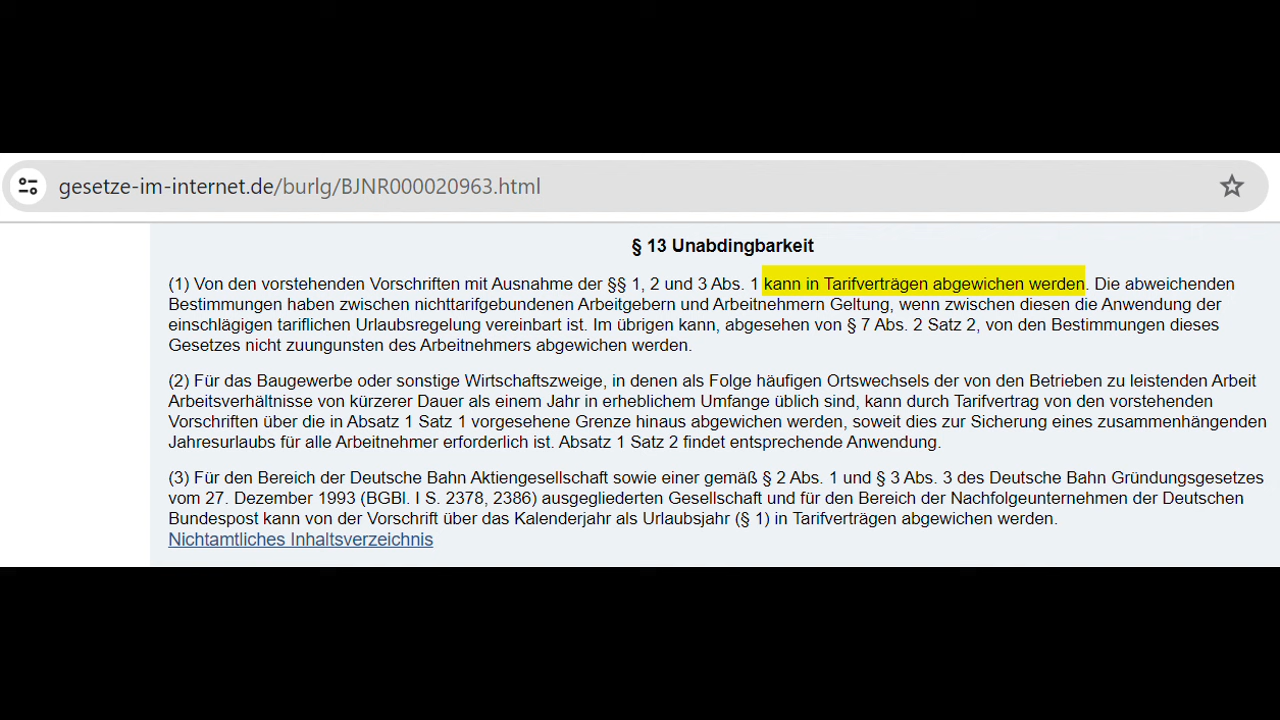 gesetze-im-internet.de/burlg/BJNR000020963.html
§ 13 Unabdingbarkeit
(1) Von den vorstehenden Vorschriften mit Ausnahme der §§ 1, 2 und 3 Abs. 1 kann in Tarifverträgen abgewichen werden. Die abweichenden
Bestimmungen haben zwischen nichttarifgebundenen Arbeitgebern und Arbeitnehmern Geltung, wenn zwischen diesen die Anwendung der
einschlägigen tariflichen Urlaubsregelung vereinbart ist. Im übrigen kann, abgesehen von § 7 Abs. 2 Satz 2, von den Bestimmungen dieses
Gesetzes nicht zuungunsten des Arbeitnehmers abgewichen werden.
(2) Für das Baugewerbe oder sonstige Wirtschaftszweige, in denen als Folge häufigen Ortswechsels der von den Betrieben zu leistenden Arbeit
Arbeitsverhältnisse von kürzerer Dauer als einem Jahr in erheblichem Umfange üblich sind, kann durch Tarifvertrag von den vorstehenden
Vorschriften über die in Absatz 1 Satz 1 vorgesehene Grenze hinaus abgewichen werden, soweit dies zur Sicherung eines zusammenhängenden
Jahresurlaubs für alle Arbeitnehmer erforderlich ist. Absatz 1 Satz 2 findet entsprechende Anwendung.
(3) Für den Bereich der Deutsche Bahn Aktiengesellschaft sowie einer gemäß § 2 Abs. 1 und § 3 Abs. 3 des Deutsche Bahn Gründungsgesetzes
vom 27. Dezember 1993 (BGBl. I S. 2378, 2386) ausgegliederten Gesellschaft und für den Bereich der Nachfolgeunternehmen der Deutschen
Bundespost kann von der Vorschrift über das Kalenderjahr als Urlaubsjahr (§ 1) in Tarifverträgen abgewichen werden.
Nichtamtliches Inhaltsverzeichnis